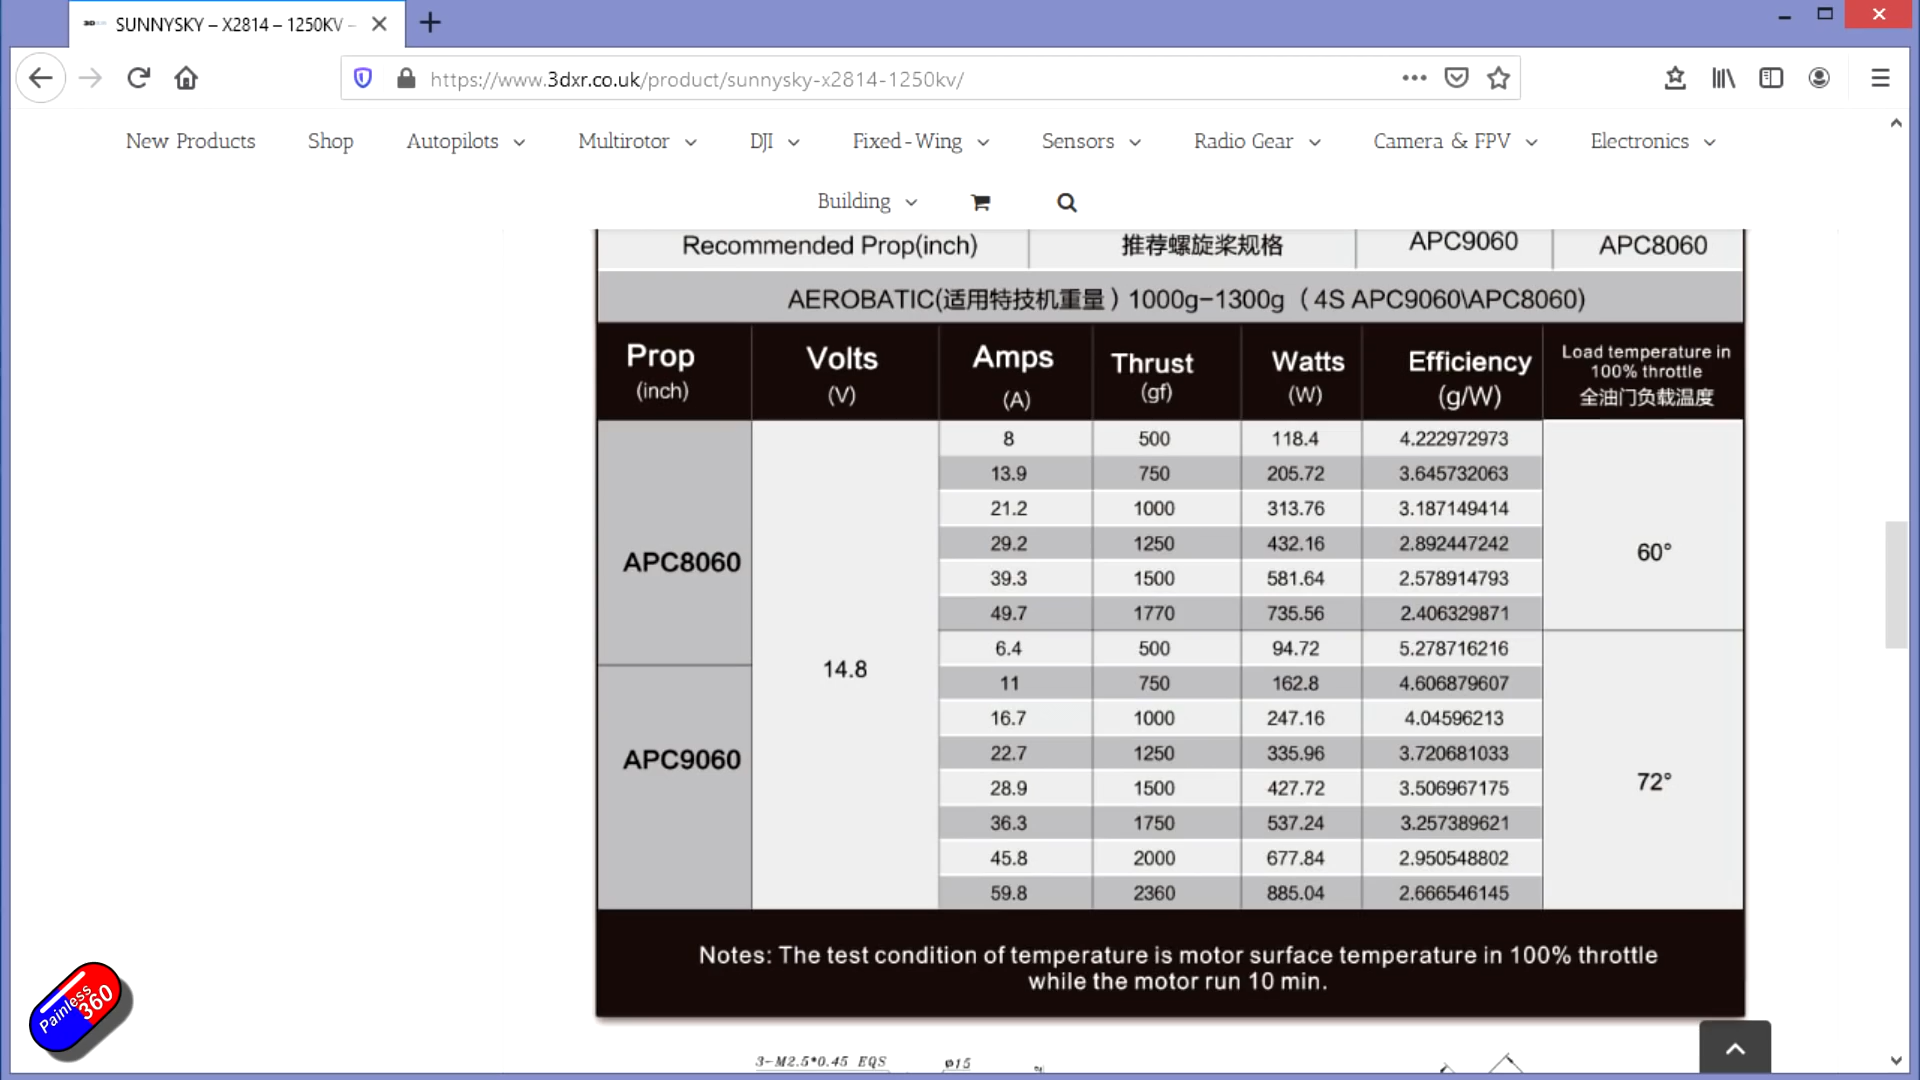 SUNNYSKY – X2814 – 1250KV –
https://www.3dxr.co.uk/product/sunnysky-x2814-1250kv/
New Products Shop Autopilots Multirotor DJI Fixed-Wing Sensors Radio Gear Camera & FPV Electronics
Building
Recommended Prop(inch) 推荐螺旋桨规格 APC9060 APC8060
AEROBATIC(适用特技机重量) 1000g-1300g (4S APC9060\APC8060)
Prop (inch) Volts (V) Amps (A) Thrust (gf) Watts (W) Efficiency (g/W) Load temperature in 100% throttle 全油门负载温度
APC8060 14.8 60°
8 500 118.4 4.222972973
13.9 750 205.72 3.645732063
21.2 1000 313.76 3.187149414
29.2 1250 432.16 2.892447242
39.3 1500 581.64 2.578914793
49.7 1770 735.56 2.406329871
APC9060 72°
6.4 500 94.72 5.278716216
11 750 162.8 4.606879607
16.7 1000 247.16 4.04596213
22.7 1250 335.96 3.720681033
28.9 1500 427.72 3.506967175
36.3 1750 537.24 3.257389621
45.8 2000 677.84 2.950548802
59.8 2360 885.04 2.666546145
Notes: The test condition of temperature is motor surface temperature in 100% throttle
while the motor run 10 min.
3-M2.5*0.45 EQS ø15
Painless 360